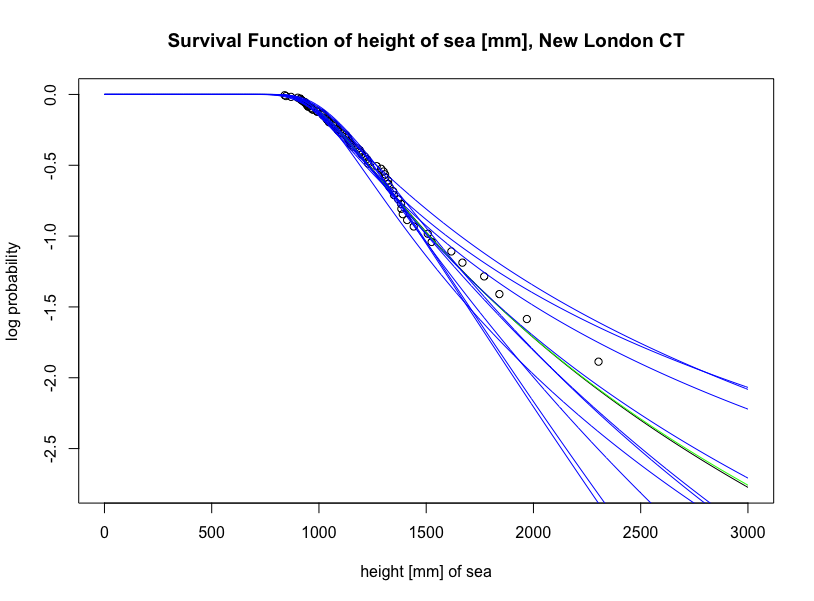 Survival Function of height of sea [mm], New London CT
log probability
0.0
-0.5
-1.0
-1.5
-2.0
-2.5
0 500 1000 1500 2000 2500 3000
height [mm] of sea